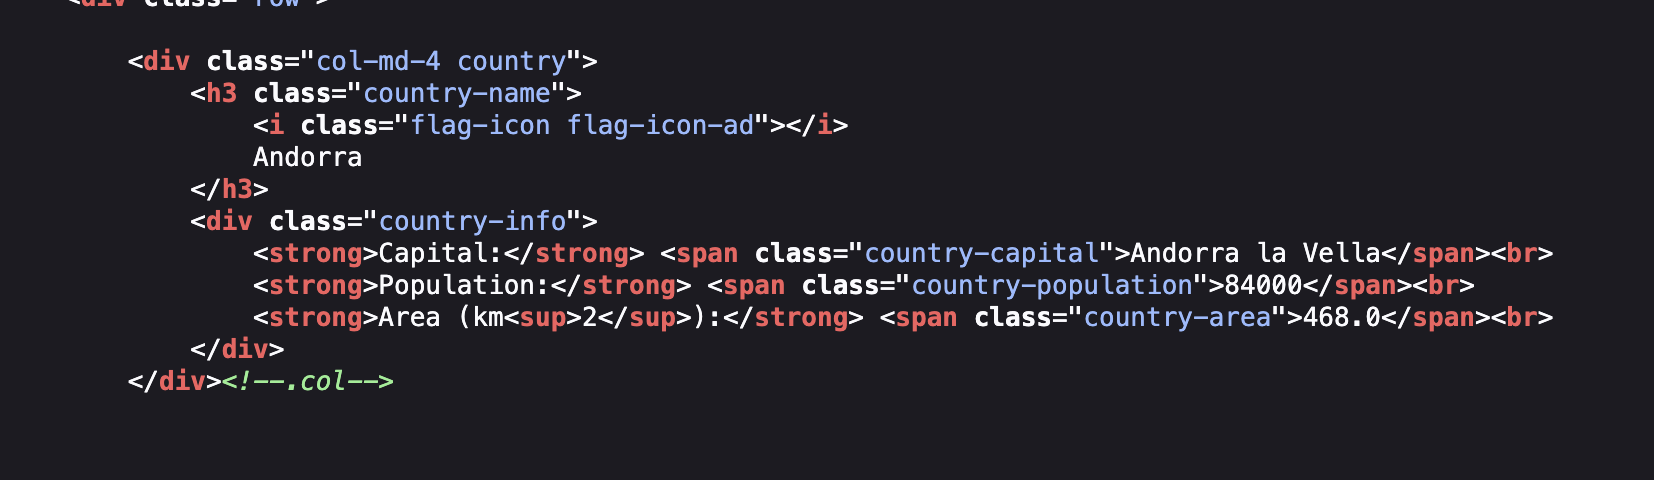 <div class="row">
<div class="col-md-4 country">
<h3 class="country-name">
<i class="flag-icon flag-icon-ad"></i>
Andorra
</h3>
<div class="country-info">
<strong>Capital:</strong> <span class="country-capital">Andorra la Vella</span><br>
<strong>Population:</strong> <span class="country-population">84000</span><br>
<strong>Area (km<sup>2</sup>):</strong> <span class="country-area">468.0</span><br>
</div>
</div><!--.col-->